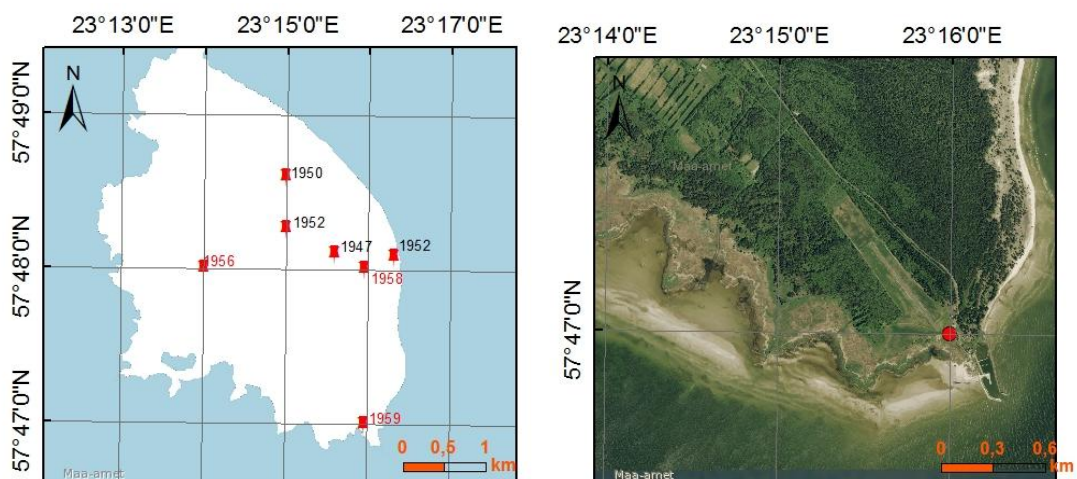 23°13'0"E
23°15'0"E
23°17'0"E
57°49'0"N
57°48'0"N
57°47'0"N
N
1950
1952
1947
1952
1956
1958
1959
Maa-amet
0
0,5
1
km
23°14'0"E
23°15'0"E
23°16'0"E
57°47'0"N
N
Maa-amet
Maa-amet
0
0,3
0,6
km